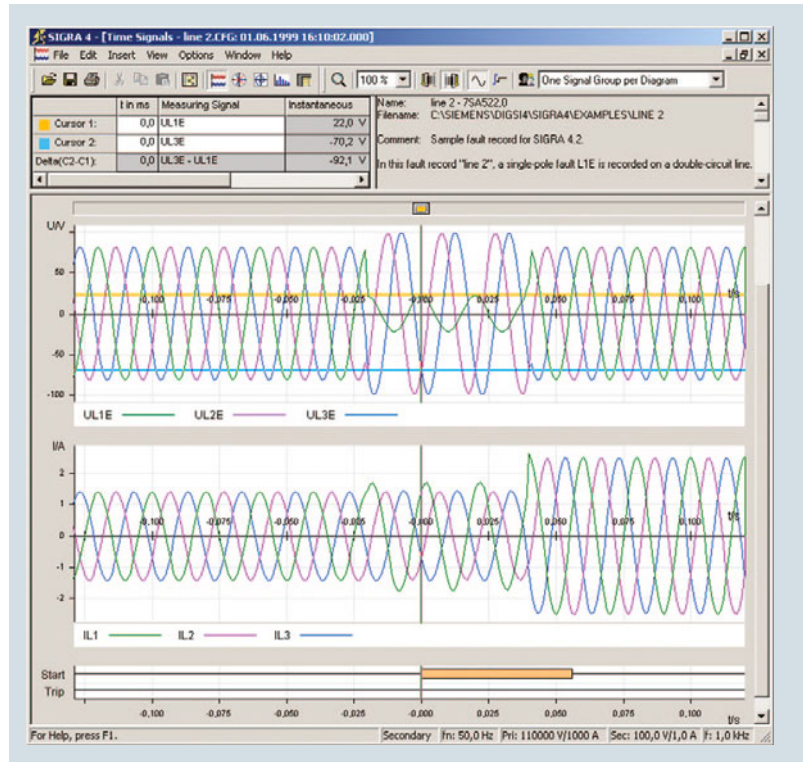 SIGRA 4 - [Time Signals - line 2.CFG: 01.06.1999 16:10:02.000]
File Edit Insert View Options Window Help
100 % One Signal Group per Diagram
t in ms Measuring Signal Instantaneous
Cursor 1: 0,0 UL1E 22,0 V
Cursor 2: 0,0 UL3E -70,2 V
Delta(C2-C1): 0,0 UL3E - UL1E -92,1 V
Name: line 2 - 7SA522,0
Filename: C:\SIEMENS\DIGSI4\SIGRA4\EXAMPLES\LINE 2
Comment: Sample fault record for SIGRA 4.2.
In this fault record "line 2", a single-pole fault L1E is recorded on a double-circuit line.
U/V
50
-0,100 -0,075 -0,050 -0,025 -0,000 0,025 0,050 0,075 0,100 t/s
0
-50
-100
UL1E UL2E UL3E
I/A
2
1
-0,100 -0,075 -0,050 -0,025 -0,000 0,025 0,050 0,075 0,100 t/s
0
-1
-2
IL1 IL2 IL3
Start
Trip
-0,100 -0,075 -0,050 -0,025 -0,000 0,025 0,050 0,075 0,100 t/s
For Help, press F1. Secondary fn: 50,0 Hz Pri: 110000 V/1000 A Sec: 100,0 V/1,0 A f: 1,0 kHz